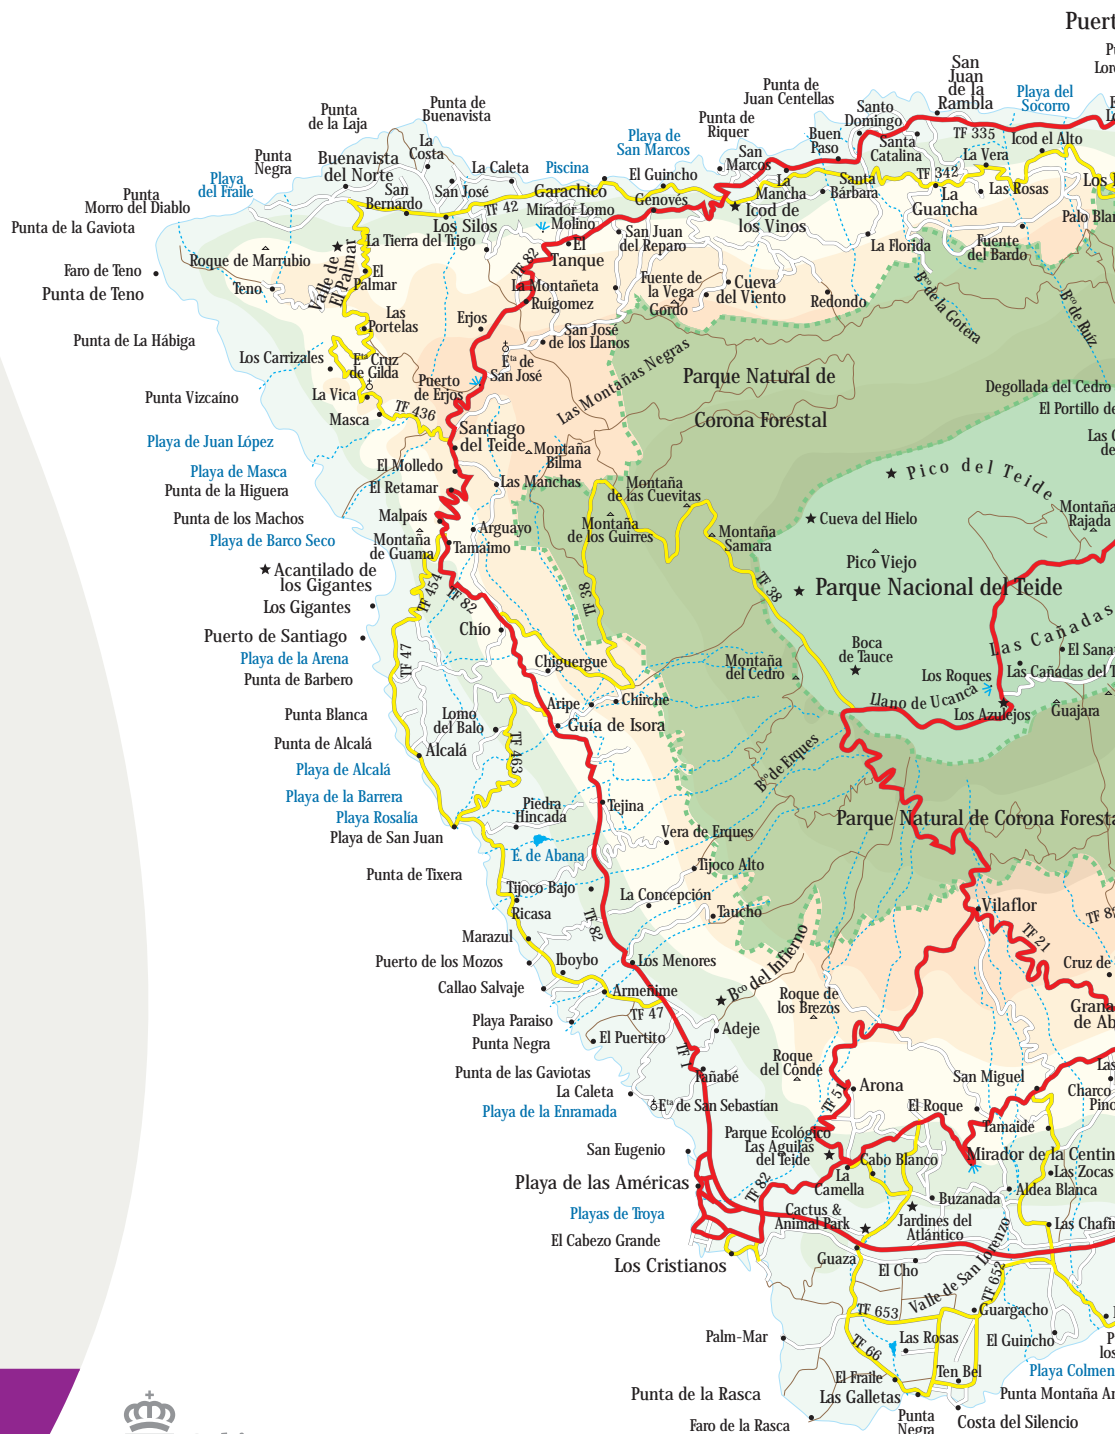 Punta de
Juan Centellas
San
Juan
de la
Rambla
Playa del
Socorro
Punta
de la Laja
Punta de
Buenavista
Playa de
San Marcos
Punta de
Riquer
Santo
Domingo
Buen
Paso
Santa
Catalina
TF 335
Icod el Alto
La Vera
Punta
Negra
Buenavista
del Norte
La
Costa
La Caleta
Piscina
El Guincho
San
Marcos
La
Mancha
Santa
Bárbara
TF 342
Las Rosas
La
Guancha
Playa
del Fraile
San
Bernardo
San José
Garachico
Genovés
Icod de
los Vinos
Punta
Morro del Diablo
Punta de la Gaviota
Los Silos
TF 42
Mirador Lomo
Molino
San Juan
del Reparo
La Florida
Fuente
del Bardo
La Tierra del Trigo
El
Tanque
TF 82
Roque de Marrubio
Faro de Teno
Punta de Teno
Teno
Valle de
El Palmar
El
Palmar
La Montañeta
Ruigomez
Fuente de
la Vega
Gordo
Cueva
del Viento
Redondo
Bco de la Gotera
Bco de Ruíz
Las
Portelas
Erjos
San José
de los Llanos
Punta de La Hábiga
Los Carrizales
Eta Cruz
de Gilda
Eta de
San José
Las Montañas Negras
Parque Natural de
Corona Forestal
Degollada del Cedro
Punta Vizcaíno
La Vica
Masca
Puerto
de Erjos
TF 436
Playa de Juan López
Santiago
del Teide
Montaña
Bilma
Playa de Masca
Punta de la Higuera
El Molledo
El Retamar
Las Manchas
Montaña
de las Cuevitas
Pico del Teide
Montaña
Rajada
Punta de los Machos
Playa de Barco Seco
Malpaís
Montaña
de Guama
Arguayo
Tamaimo
Montaña
de los Guirres
Montaña
Samara
Cueva del Hielo
Pico Viejo
Acantilado de
los Gigantes
Los Gigantes
TF 454
TF 82
TF 38
TF 38
Parque Nacional del Teide
Puerto de Santiago
Playa de la Arena
Punta de Barbero
TF 47
Chío
Chiguergue
Montaña
del Cedro
Boca
de Tauce
Las Cañadas
Los Roques
Llano de Ucanca
Los Azulejos
Guajara
Punta Blanca
Lomo
del Balo
Aripe
Chirche
Guía de Isora
Punta de Alcalá
Alcalá
TF 463
Playa de Alcalá
Playa de la Barrera
Playa Rosalía
Playa de San Juan
Piedra
Hincada
Tejina
Bco de Erques
E. de Abana
Vera de Erques
Parque Natural de Corona Foresta
Punta de Tixera
Tijoco Bajo
Tijoco Alto
Ricasa
La Concepción
Taucho
Vilaflor
TF 21
Marazul
TF 82
Puerto de los Mozos
Iboybo
Los Menores
Callao Salvaje
Armeñime
Bco del Infierno
Roque de
los Brezos
Playa Paraiso
TF 47
Punta Negra
El Puertito
Adeje
TF 1
Punta de las Gaviotas
La Caleta
Fañabé
Roque
del Conde
TF 51
Arona
San Miguel
Playa de la Enramada
Eta de San Sebastían
El Roque
Tamaide
San Eugenio
Parque Ecológico
Las Aguilas
del Teide
Cabo Blanco
La
Camella
Las Zocas
Playa de las Américas
TF 82
Aldea Blanca
Buzanada
Playas de Troya
Cactus &
Animal Park
Jardines del
Atlántico
El Cabezo Grande
Los Cristianos
Guaza
El Cho
Valle de San Lorenzo
TF 652
TF 653
Guargacho
Palm-Mar
TF 66
Las Rosas
El Guincho
El Fraile
Ten Bel
Punta de la Rasca
Las Galletas
Faro de la Rasca
Punta
Negra
Costa del Silencio